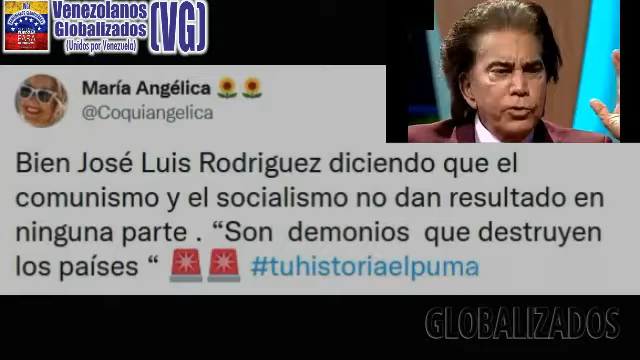 Venezolanos
Globalizados
(Unidos por Venezuela)
(VG)
María Angélica 🌻🌻
@Coquiangelica
Bien José Luis Rodriguez diciendo que el
comunismo y el socialismo no dan resultado en
ninguna parte . “Son demonios que destruyen
los países “ 🚨🚨 #tuhistoriaelpuma
GLOBALIZADOS